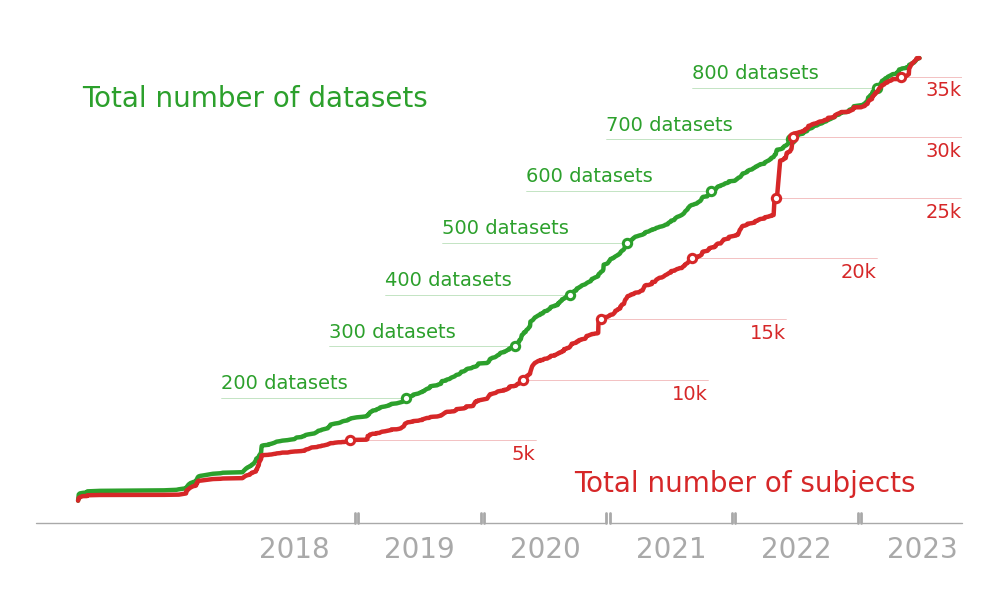 800 datasets
35k
Total number of datasets
700 datasets
30k
600 datasets
25k
500 datasets
20k
400 datasets
300 datasets
15k
200 datasets
10k
5k
Total number of subjects
2018 2019 2020 2021 2022 2023